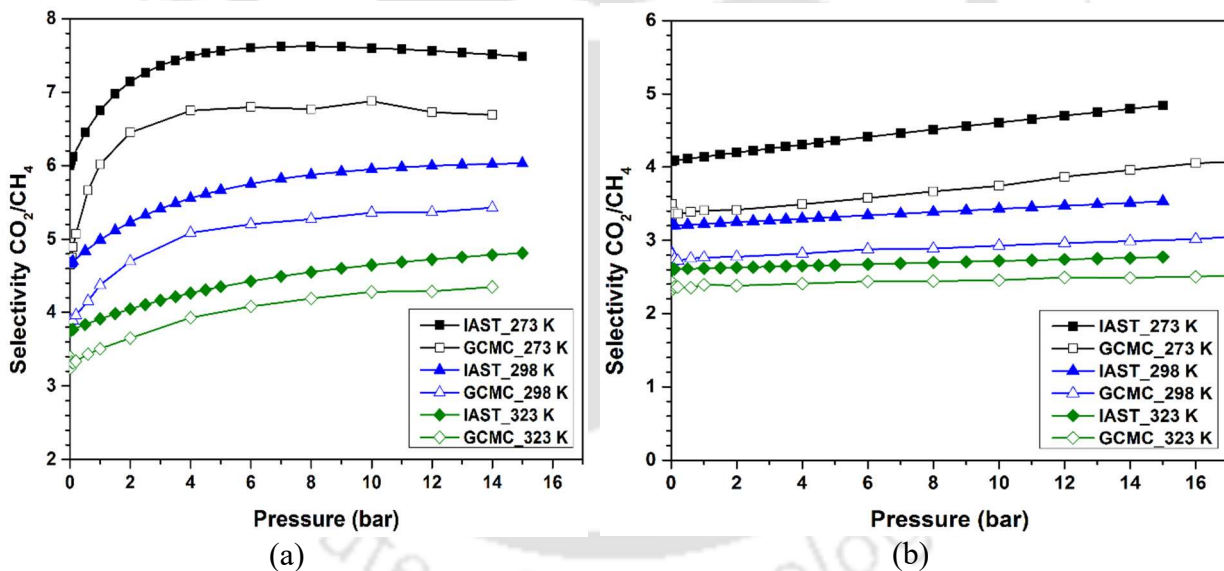 8
7
6
5
4
3
2
Selectivity CO₂/CH₄
0 2 4 6 8 10 12 14
Pressure (bar)
IAST_273 K
GCMC_273 K
IAST_298 K
GCMC_298 K
IAST_323 K
GCMC_323 K
(a)
6
5
4
3
2
1
0
Selectivity CO₂/CH₄
0 2 4 6 8 10 12 14 16
Pressure (bar)
IAST_273 K
GCMC_273 K
IAST_298 K
GCMC_298 K
IAST_323 K
GCMC_323 K
(b)